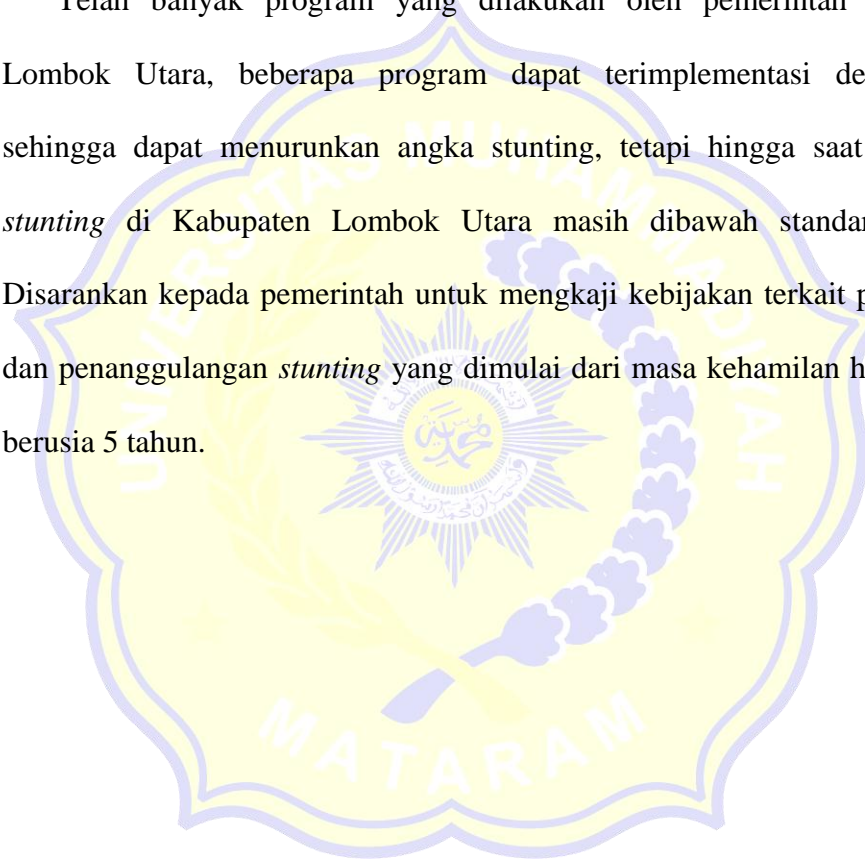 Telah banyak program yang dilakukan oleh pemerintah
Lombok Utara, beberapa program dapat terimplementasi de
sehingga dapat menurunkan angka stunting, tetapi hingga saat
stunting di Kabupaten Lombok Utara masih dibawah standar
Disarankan kepada pemerintah untuk mengkaji kebijakan terkait p
dan penanggulangan stunting yang dimulai dari masa kehamilan h
berusia 5 tahun.
UNIVERSITAS MUHAMMADIYAH
MATARAM